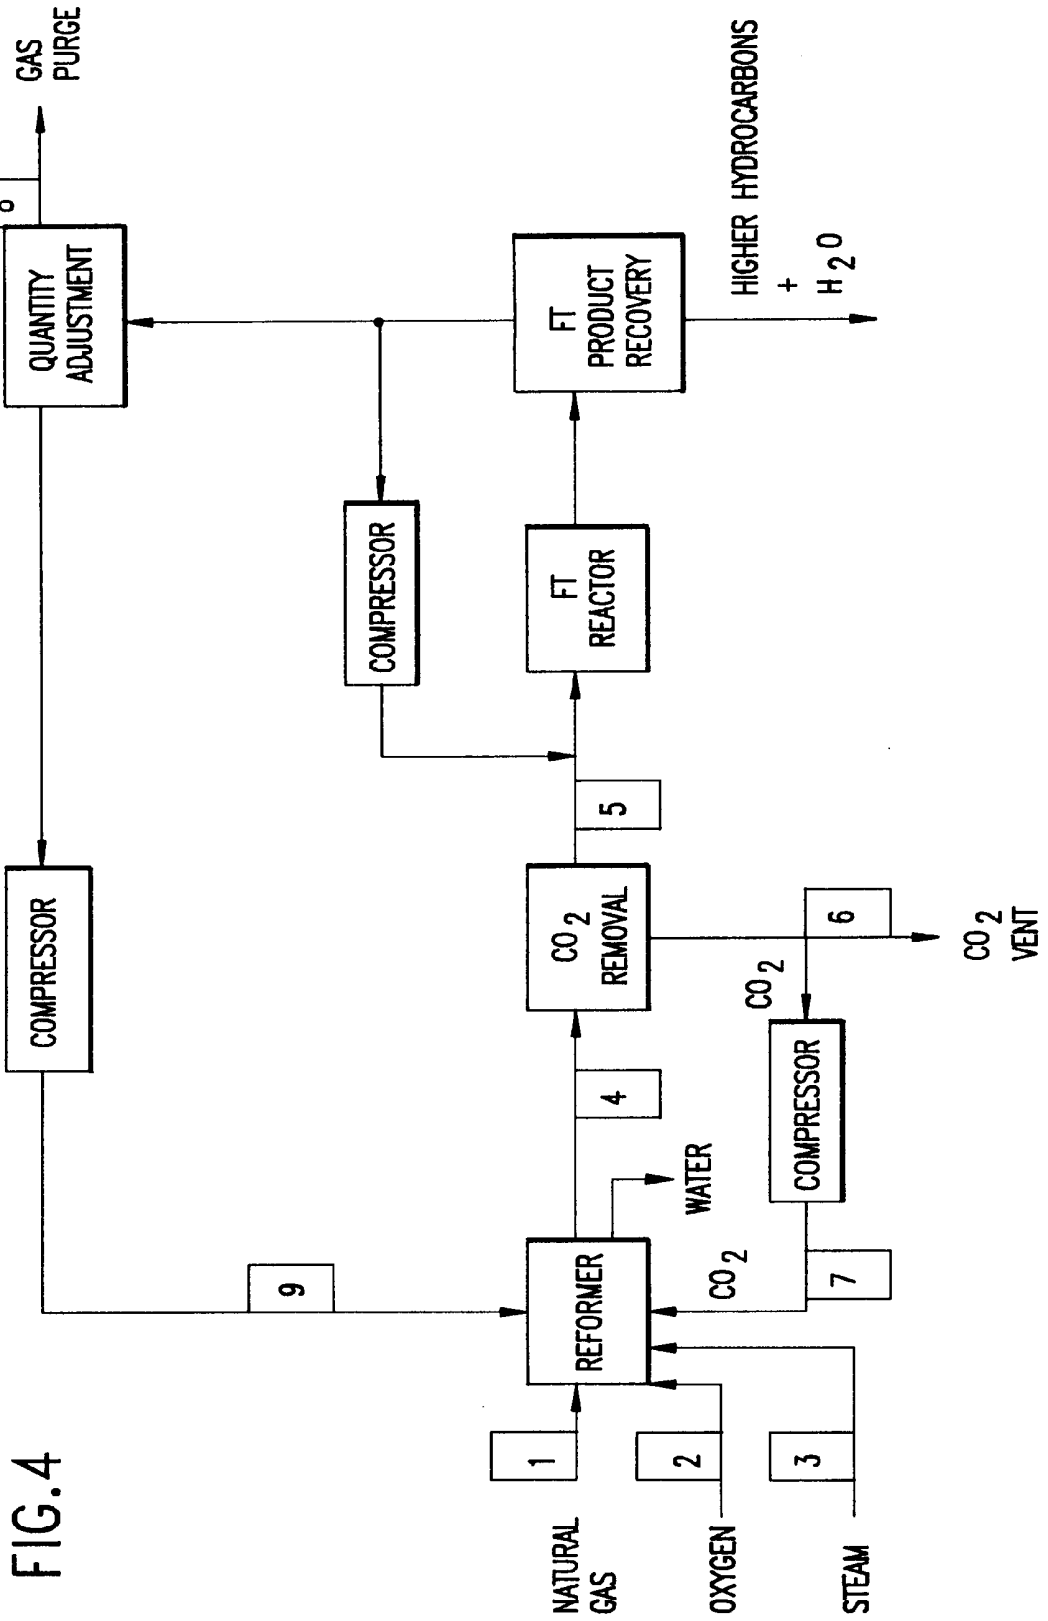 FIG.4
COMPRESSOR
QUANTITY
ADJUSTMENT
GAS
PURGE
9
COMPRESSOR
NATURAL
GAS
1
REFORMER
4
CO2
REMOVAL
5
FT
REACTOR
FT
PRODUCT
RECOVERY
OXYGEN
2
WATER
CO2
CO2
HIGHER HYDROCARBONS
+
H2O
STEAM
3
7
COMPRESSOR
6
CO2
VENT